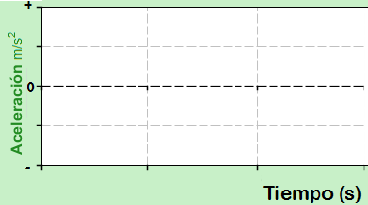 +
Aceleración m/s²
0
-
Tiempo (s)